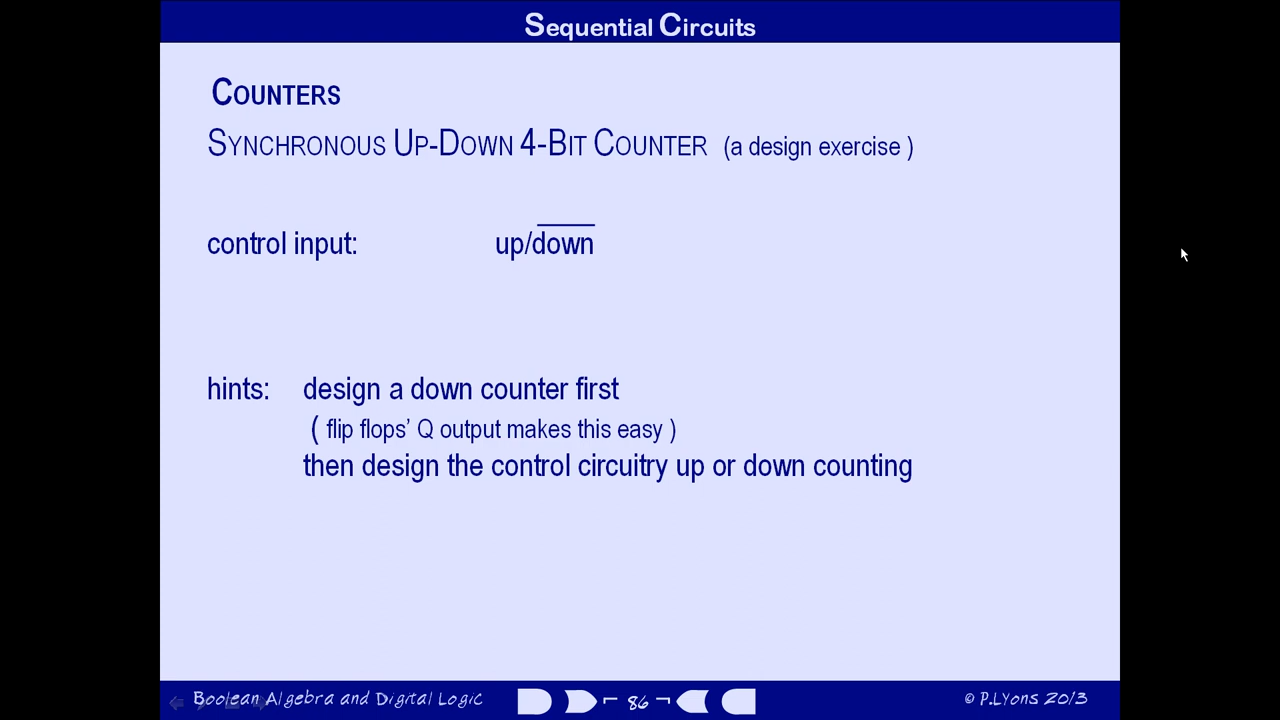 Sequential Circuits
COUNTERS
SYNCHRONOUS UP-DOWN 4-BIT COUNTER (a design exercise )
control input: up/d̅o̅w̅n̅
hints: design a down counter first
( flip flops’ Q output makes this easy )
then design the control circuitry up or down counting
Boolean Algebra and Digital Logic
86
© P.LYons 2013